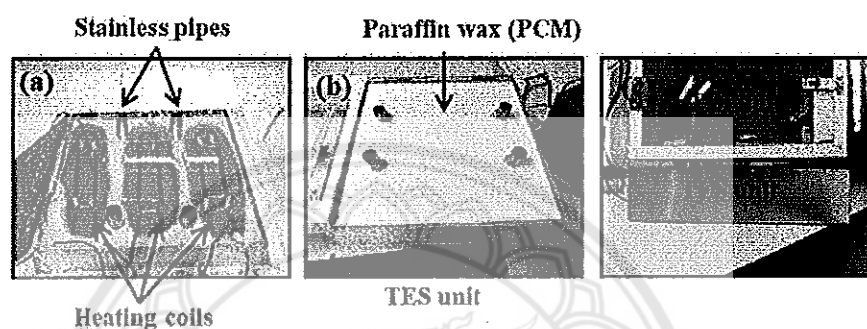 Stainless pipes
Paraffin wax (PCM)
(a)
(b)
TES unit
Heating coils